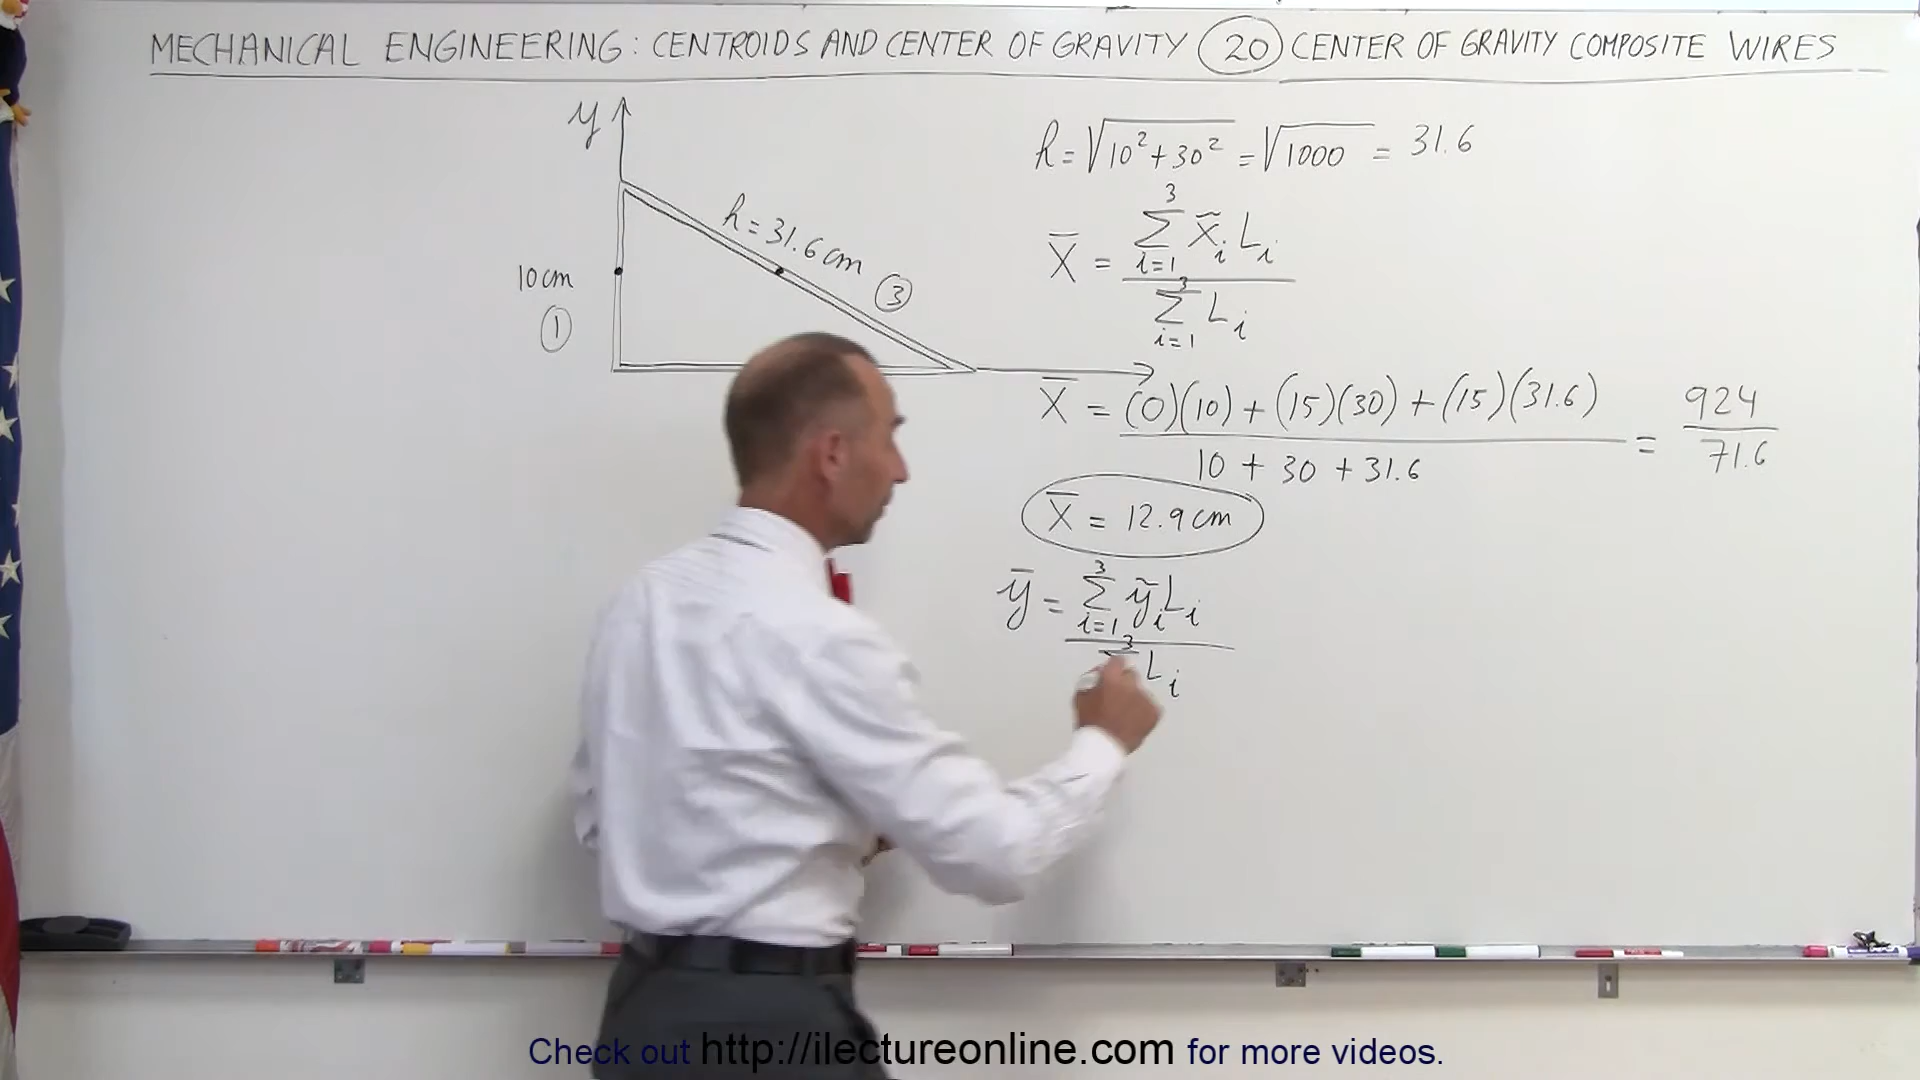 MECHANICAL ENGINEERING: CENTROIDS AND CENTER OF GRAVITY 20 CENTER OF GRAVITY COMPOSITE WIRES
y
h = 31.6 cm
3
10 cm
1
h = √10² + 30² = √1000 = 31.6
3
X̅ = Σ x̃i Li
i=1
3
Σ Li
i=1
X̅ = (0)(10) + (15)(30) + (15)(31.6) = 924
10 + 30 + 31.6 71.6
X̅ = 12.9 cm
3
y̅ = Σ ỹi Li
i=1
3
Σ Li
Check out http://ilectureonline.com for more videos.